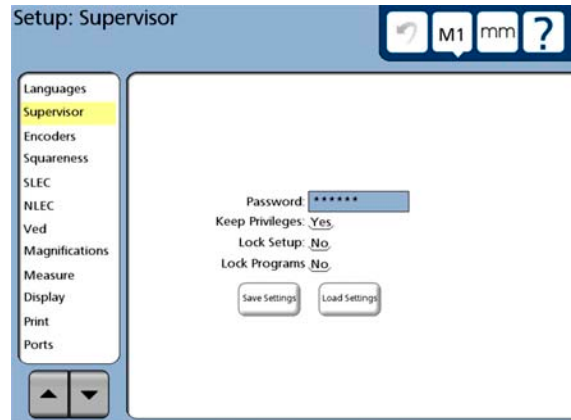 Setup: Supervisor
M1 mm ?
Languages
Supervisor
Encoders
Squareness
SLEC
NLEC
Ved
Magnifications
Measure
Display
Print
Ports
Password: ******
Keep Privileges: Yes
Lock Setup: No
Lock Programs No
Save Settings Load Settings